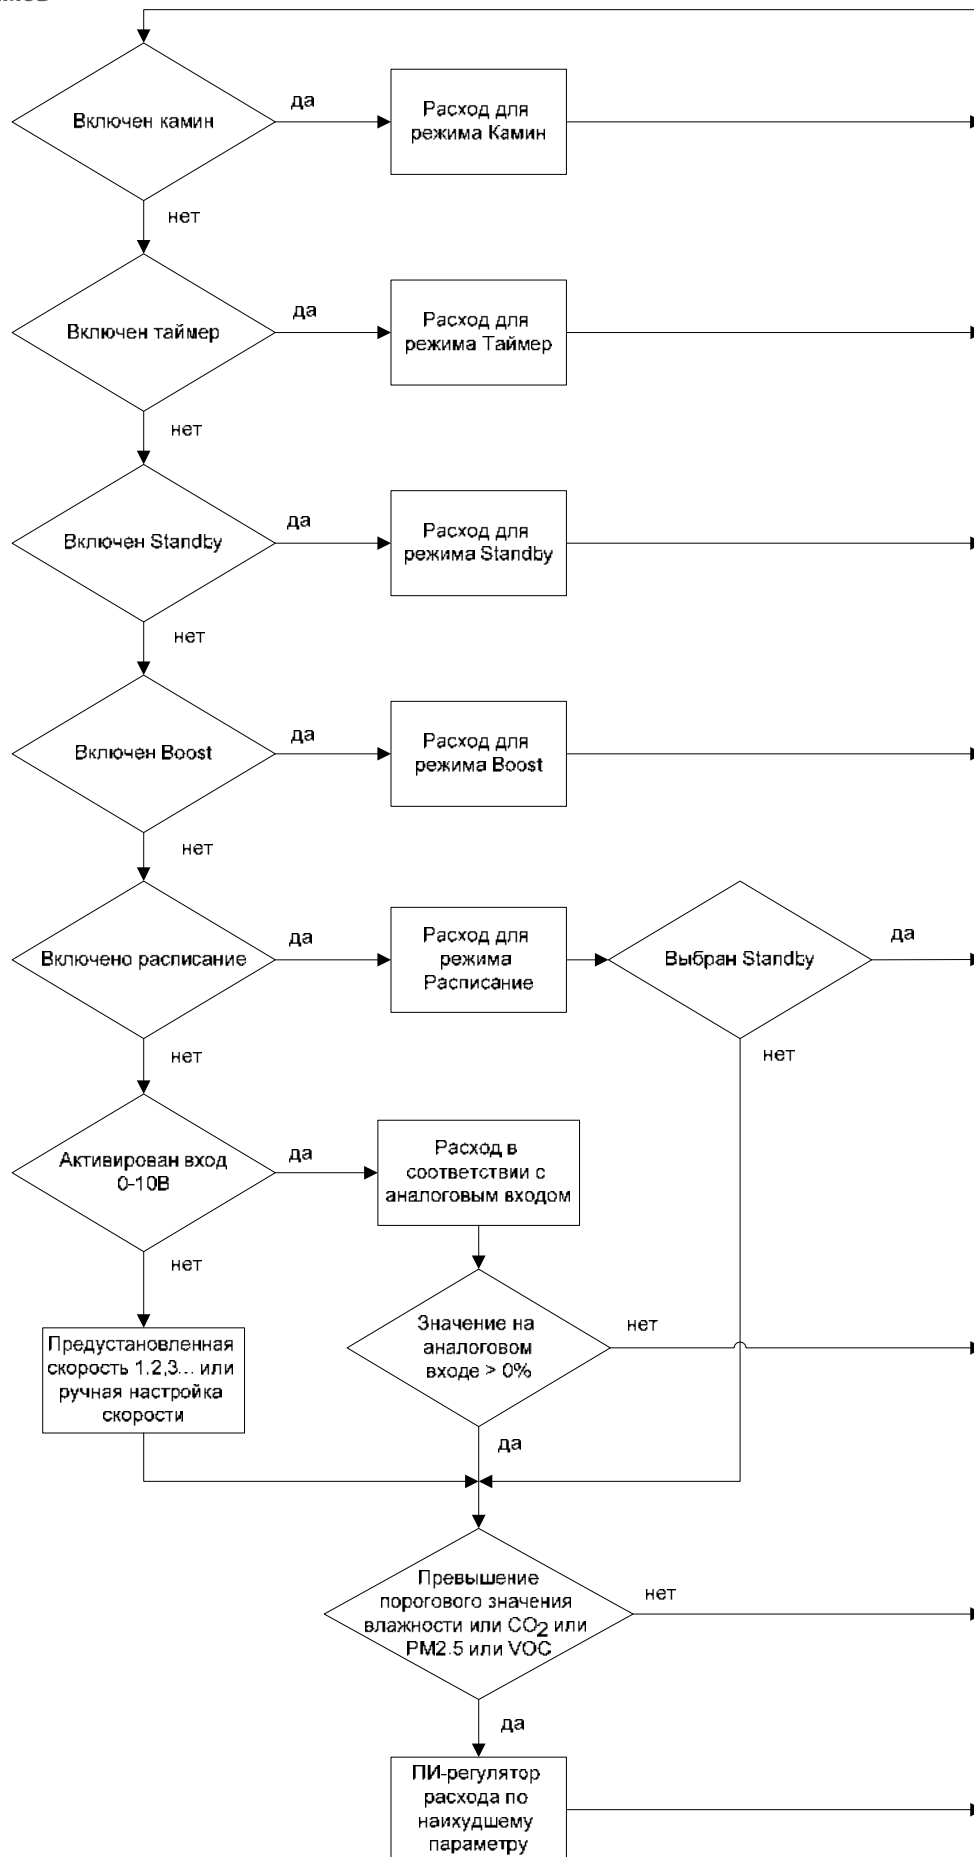 Включен камин
да
Расход для
режима Камин
нет
Включен таймер
да
Расход для
режима Таймер
нет
Включен Standby
да
Расход для
режима Standby
нет
Включен Boost
да
Расход для
режима Boost
нет
Включено расписание
да
Расход для
режима
Расписание
Выбран Standby
да
нет
нет
Активирован вход
0-10В
да
Расход в
соответствии с
аналоговым входом
нет
Предустановленная
скорость 1.2,3... или
ручная настройка
скорости
Значение на
аналоговом
входе > 0%
нет
да
Превышение
порогового значения
влажности или CO2 или
PM2.5 или VOC
нет
да
ПИ-регулятор
расхода по
наихудшему
параметру